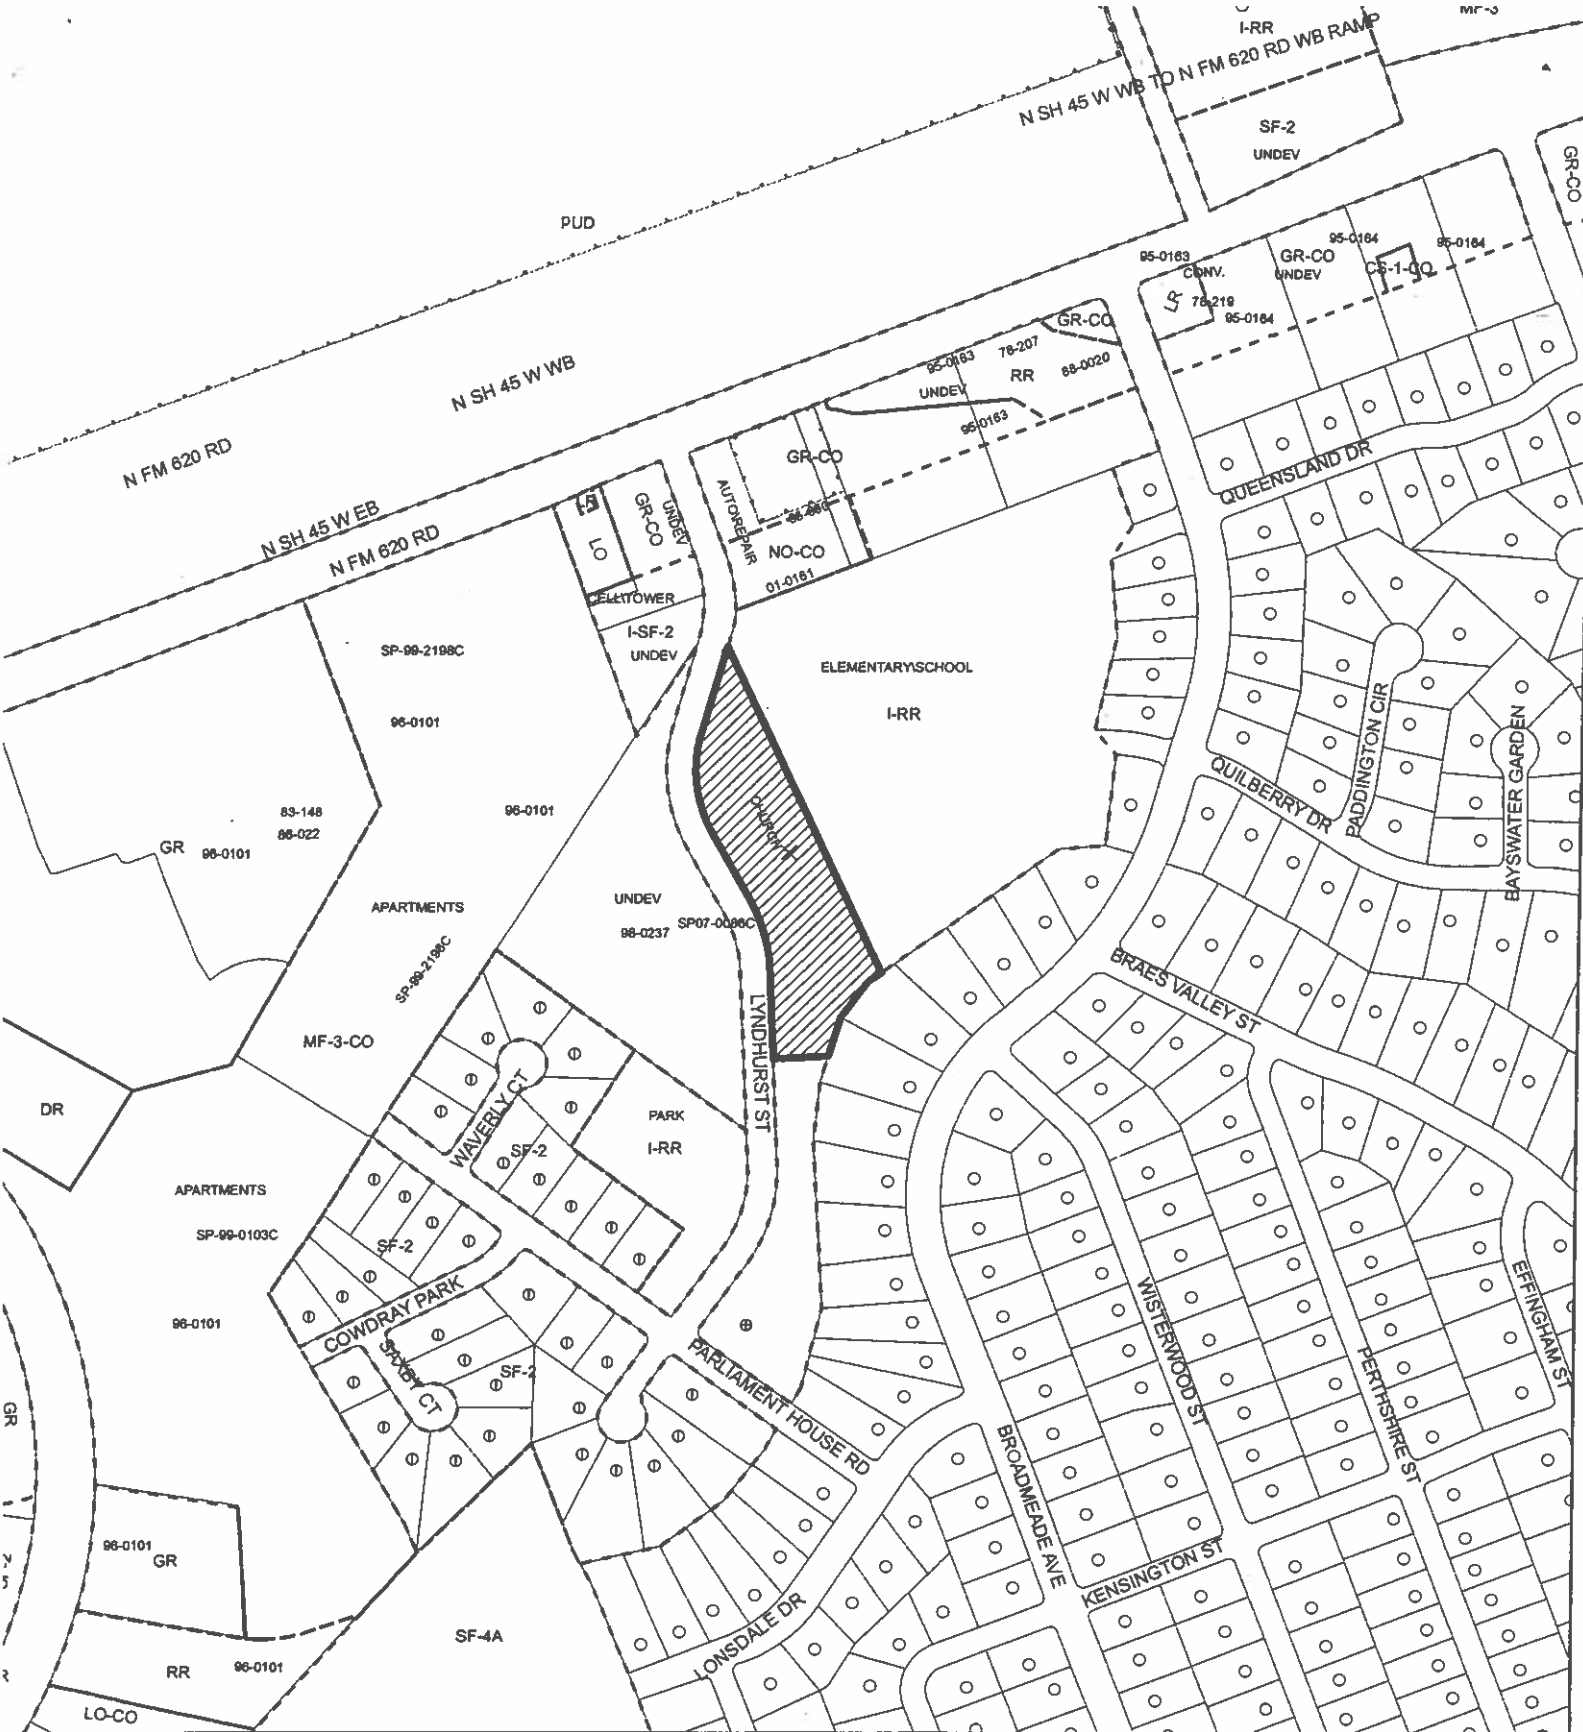 I-RR
MF-3
N SH 45 W WB TO N FM 620 RD WB RAMP
SF-2
UNDEV
GR-CO
PUD
95-0163
CONV.
LR
78-219
95-0164
GR-CO
UNDEV
95-0164
CS-1-CO
95-0164
GR-CO
95-0163
78-207
UNDEV
RR
88-0020
95-0163
N SH 45 W WB
N FM 620 RD
N SH 45 W EB
N FM 620 RD
QUEENSLAND DR
GR-CO
AUTO\REPAIR
NO-CO
01-0161
LO
GR-CO
UNDEV
CELL\TOWER
I-SF-2
UNDEV
SP-99-2198C
96-0101
ELEMENTARY\SCHOOL
I-RR
PADDINGTON CIR
BAYSWATER GARDEN
QUILBERRY DR
CHURCH
83-148
86-022
GR
96-0101
96-0101
APARTMENTS
SP-99-2198C
UNDEV
98-0237
SP07-0086C
LYNDHURST ST
BRAES VALLEY ST
MF-3-CO
DR
WAVERLY CT
SF-2
PARK
I-RR
APARTMENTS
SP-99-0103C
SF-2
96-0101
COWDRAY PARK
SAXBY CT
SF-2
PARLIAMENT HOUSE RD
WISTERWOOD ST
PERTHSHIRE ST
EFFINGHAM ST
GR
BROADMEADE AVE
KENSINGTON ST
96-0101
GR
LONSDALE DR
SF-4A
RR
96-0101
LO-CO